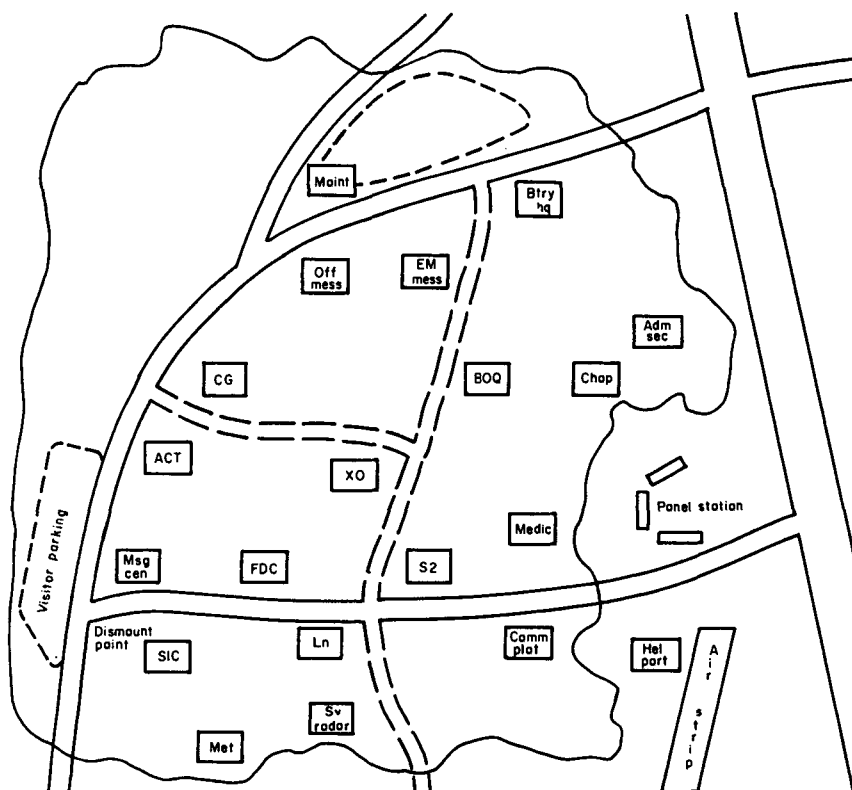 Maint
Btry
hq
Off
mess
EM
mess
Adm
sec
CG
BOQ
Chap
ACT
XO
Panel station
Medic
Visitor parking
Msg
cen
FDC
S2
Dismount
point
SIC
Ln
Comm
plat
Hel
port
Air strip
Sv
radar
Met